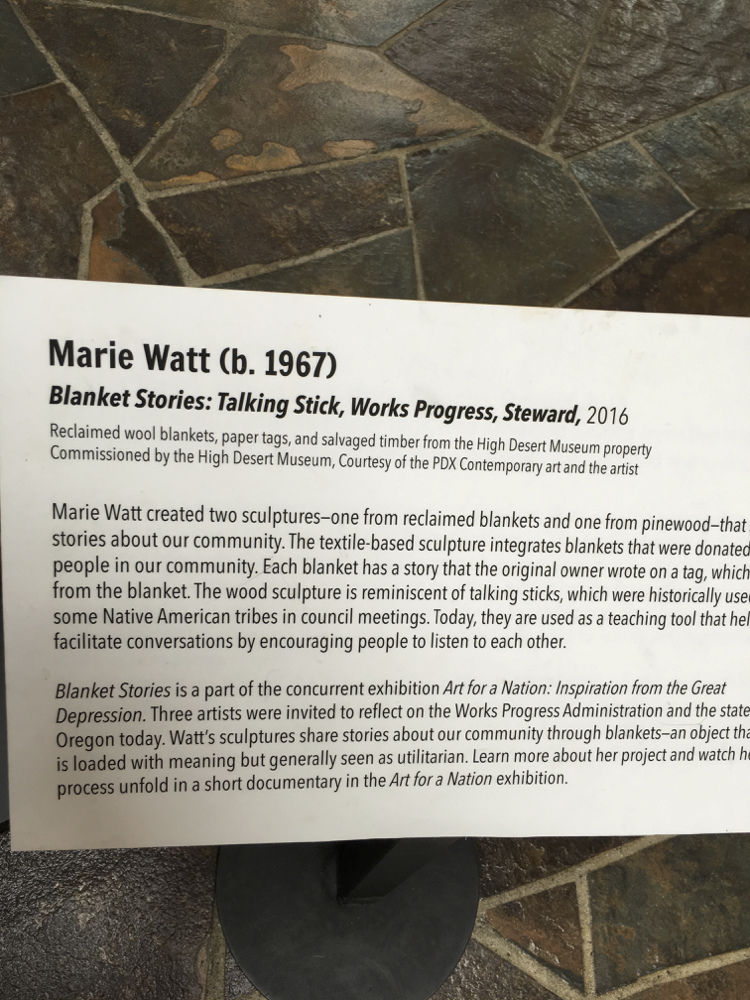 Marie Watt (b. 1967)
Blanket Stories: Talking Stick, Works Progress, Steward, 2016
Reclaimed wool blankets, paper tags, and salvaged timber from the High Desert Museum property
Commissioned by the High Desert Museum, Courtesy of the PDX Contemporary art and the artist
Marie Watt created two sculptures–one from reclaimed blankets and one from pinewood–that
stories about our community. The textile-based sculpture integrates blankets that were donated
people in our community. Each blanket has a story that the original owner wrote on a tag, which
from the blanket. The wood sculpture is reminiscent of talking sticks, which were historically
some Native American tribes in council meetings. Today, they are used as a teaching tool that
facilitate conversations by encouraging people to listen to each other.
Blanket Stories is a part of the concurrent exhibition Art for a Nation: Inspiration from the Great
Depression. Three artists were invited to reflect on the Works Progress Administration and the state
Oregon today. Watt's sculptures share stories about our community through blankets–an object
is loaded with meaning but generally seen as utilitarian. Learn more about her project and watch
process unfold in a short documentary in the Art for a Nation exhibition.